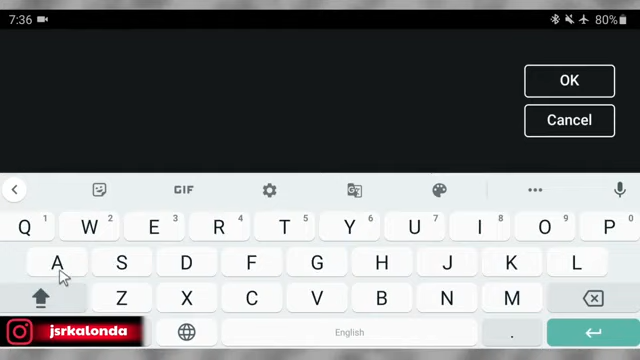 7:36 80%
OK
Cancel
GIF
Q 1 W 2 E 3 R 4 T 5 Y 6 U 7 I 8 O 9 P 0
A S D F G H J K L
Z X C V B N M
jsrkalonda English .